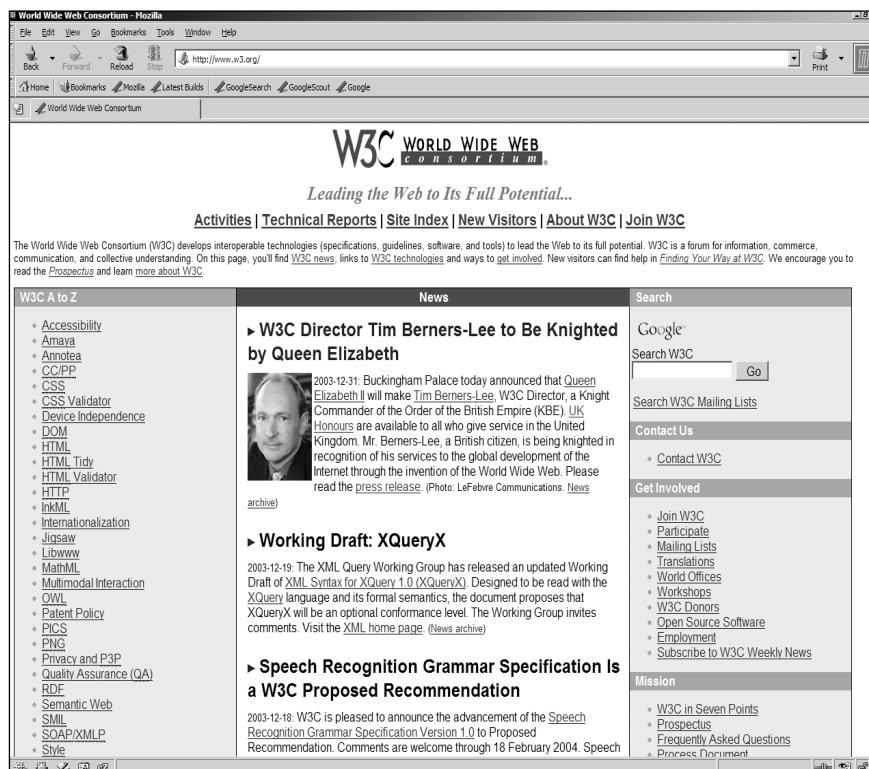 World Wide Web Consortium - Mozilla
File Edit View Go Bookmarks Tools Window Help
Back Forward Reload Stop http://www.w3.org/ Print
Home Bookmarks Mozilla Latest Builds GoogleSearch GoogleScout Google
World Wide Web Consortium
W3C WORLD WIDE WEB
consortium
Leading the Web to Its Full Potential...
Activities | Technical Reports | Site Index | New Visitors | About W3C | Join W3C
The World Wide Web Consortium (W3C) develops interoperable technologies (specifications, guidelines, software, and tools) to lead the Web to its full potential. W3C is a forum for information, commerce,
communication, and collective understanding. On this page, you'll find W3C news, links to W3C technologies and ways to get involved. New visitors can find help in Finding Your Way at W3C. We encourage you to
read the Prospectus and learn more about W3C.
W3C A to Z
Accessibility
Amaya
Annotea
CC/PP
CSS
CSS Validator
Device Independence
DOM
HTML
HTML Tidy
HTML Validator
HTTP
InkML
Internationalization
Jigsaw
Libwww
MathML
Multimodal Interaction
OWL
Patent Policy
PICS
PNG
Privacy and P3P
Quality Assurance (QA)
RDF
Semantic Web
SMIL
SOAP/XMLP
Style
News
W3C Director Tim Berners-Lee to Be Knighted
by Queen Elizabeth
2003-12-31: Buckingham Palace today announced that Queen
Elizabeth II will make Tim Berners-Lee, W3C Director, a Knight
Commander of the Order of the British Empire (KBE). UK
Honours are available to all who give service in the United
Kingdom. Mr. Berners-Lee, a British citizen, is being knighted in
recognition of his services to the global development of the
Internet through the invention of the World Wide Web. Please
read the press release. (Photo: LeFebvre Communications. News
archive)
Working Draft: XQueryX
2003-12-19: The XML Query Working Group has released an updated Working
Draft of XML Syntax for XQuery 1.0 (XQueryX). Designed to be read with the
XQuery language and its formal semantics, the document proposes that
XQueryX will be an optional conformance level. The Working Group invites
comments. Visit the XML home page. (News archive)
Speech Recognition Grammar Specification Is
a W3C Proposed Recommendation
2003-12-18: W3C is pleased to announce the advancement of the Speech
Recognition Grammar Specification Version 1.0 to Proposed
Recommendation. Comments are welcome through 18 February 2004. Speech
Search
Google
Search W3C
Go
Search W3C Mailing Lists
Contact Us
Contact W3C
Get Involved
Join W3C
Participate
Mailing Lists
Translations
World Offices
Workshops
W3C Donors
Open Source Software
Employment
Subscribe to W3C Weekly News
Mission
W3C in Seven Points
Prospectus
Frequently Asked Questions
Process Document